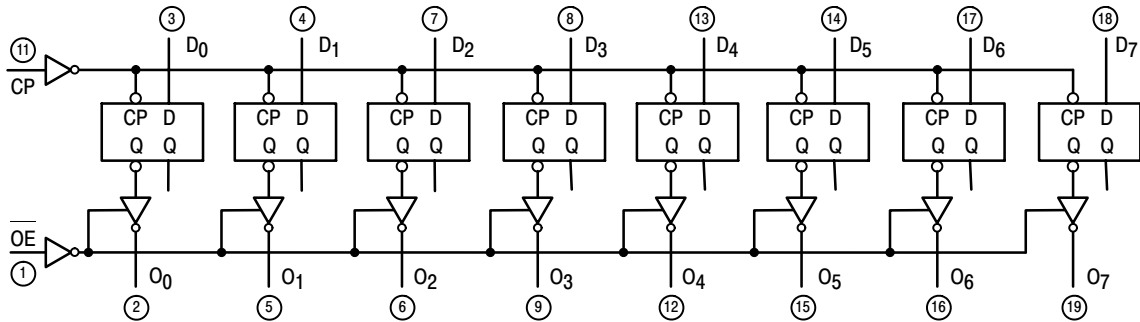 3 4 7 8 13 14 17 18
11 D0 D1 D2 D3 D4 D5 D6 D7
CP
CP D CP D CP D CP D CP D CP D CP D CP D
Q Q Q Q Q Q Q Q Q Q Q Q Q Q Q Q
OE
1 O0 O1 O2 O3 O4 O5 O6 O7
2 5 6 9 12 15 16 19